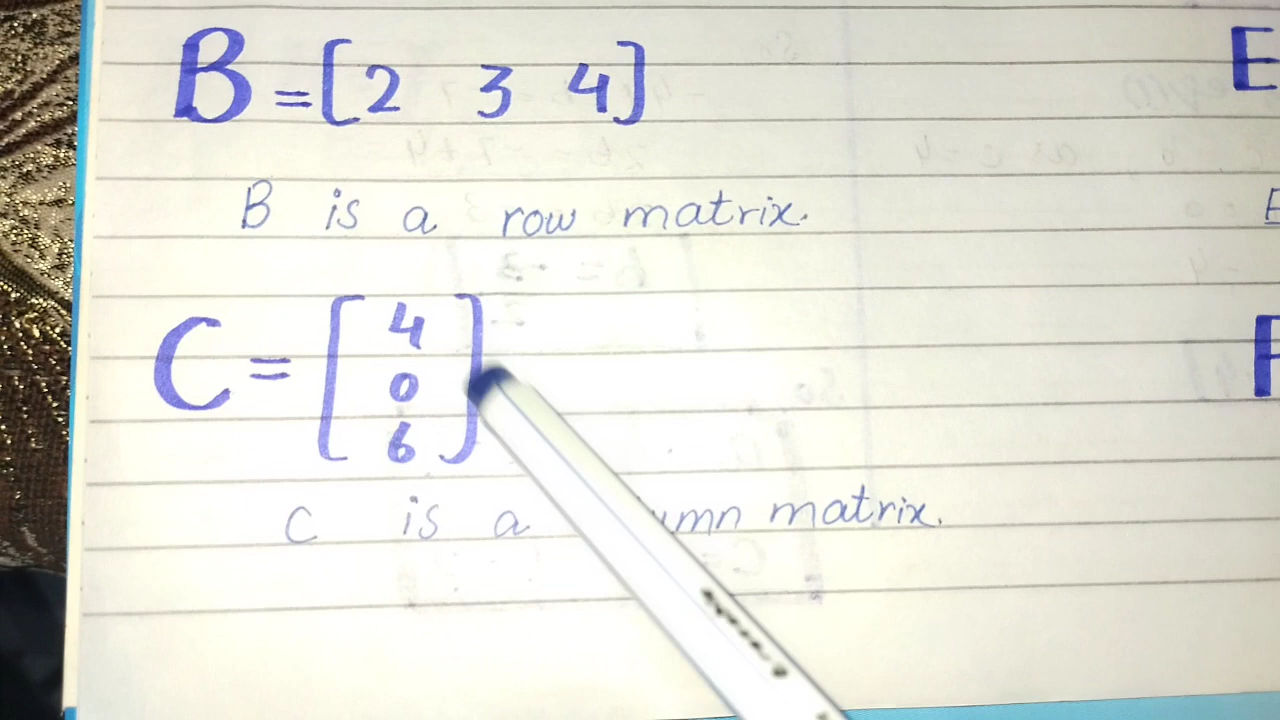 B = [2 3 4]
B is a row matrix.
C = [4
0
6]
C is a matrix.
E
F